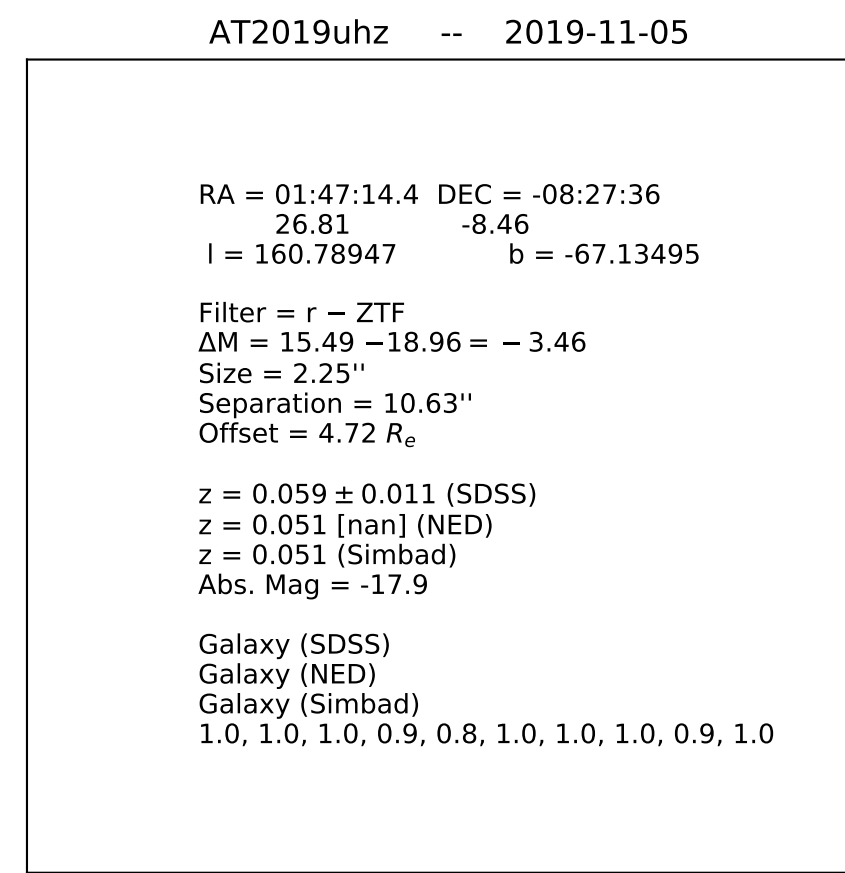 AT2019uhz -- 2019-11-05
RA = 01:47:14.4 DEC = -08:27:36
26.81 -8.46
l = 160.78947 b = -67.13495
Filter = r − ZTF
ΔM = 15.49 −18.96 = − 3.46
Size = 2.25''
Separation = 10.63''
Offset = 4.72 Re
z = 0.059 ± 0.011 (SDSS)
z = 0.051 [nan] (NED)
z = 0.051 (Simbad)
Abs. Mag = -17.9
Galaxy (SDSS)
Galaxy (NED)
Galaxy (Simbad)
1.0, 1.0, 1.0, 0.9, 0.8, 1.0, 1.0, 1.0, 0.9, 1.0